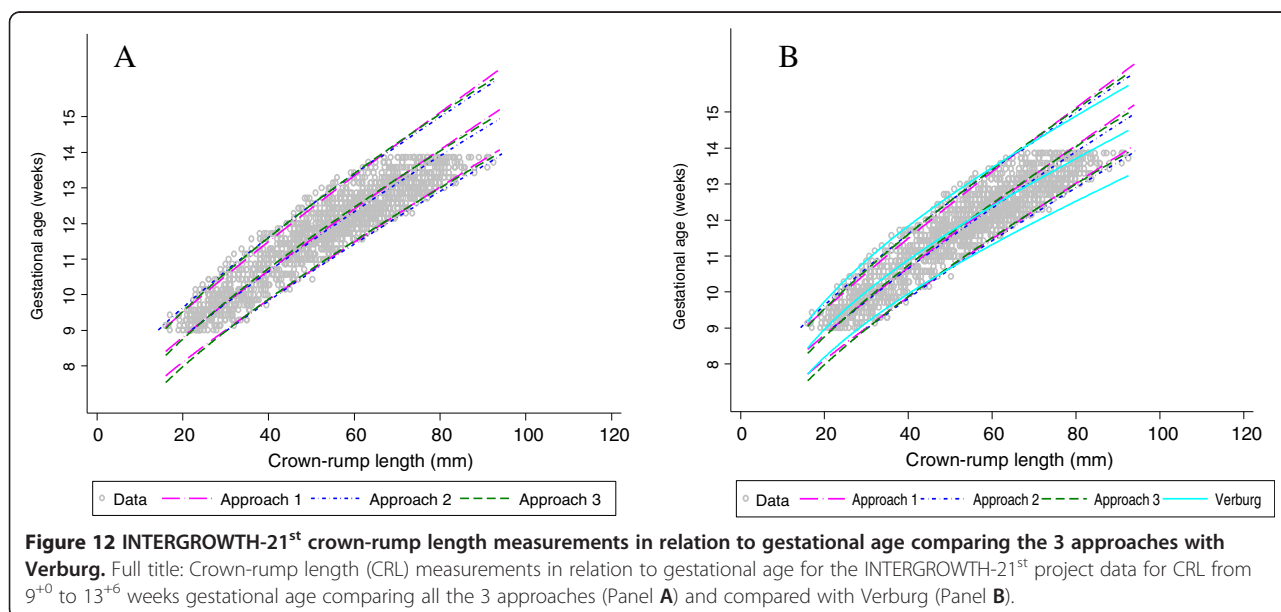 A
B
Gestational age (weeks)
15
14
13
12
11
10
9
8
0 20 40 60 80 100 120
Crown-rump length (mm)
Data Approach 1 Approach 2 Approach 3
Gestational age (weeks)
15
14
13
12
11
10
9
8
0 20 40 60 80 100 120
Crown-rump length (mm)
Data Approach 1 Approach 2 Approach 3 Verburg
Figure 12 INTERGROWTH-21st crown-rump length measurements in relation to gestational age comparing the 3 approaches with
Verburg. Full title: Crown-rump length (CRL) measurements in relation to gestational age for the INTERGROWTH-21st project data for CRL from
9+0 to 13+6 weeks gestational age comparing all the 3 approaches (Panel A) and compared with Verburg (Panel B).